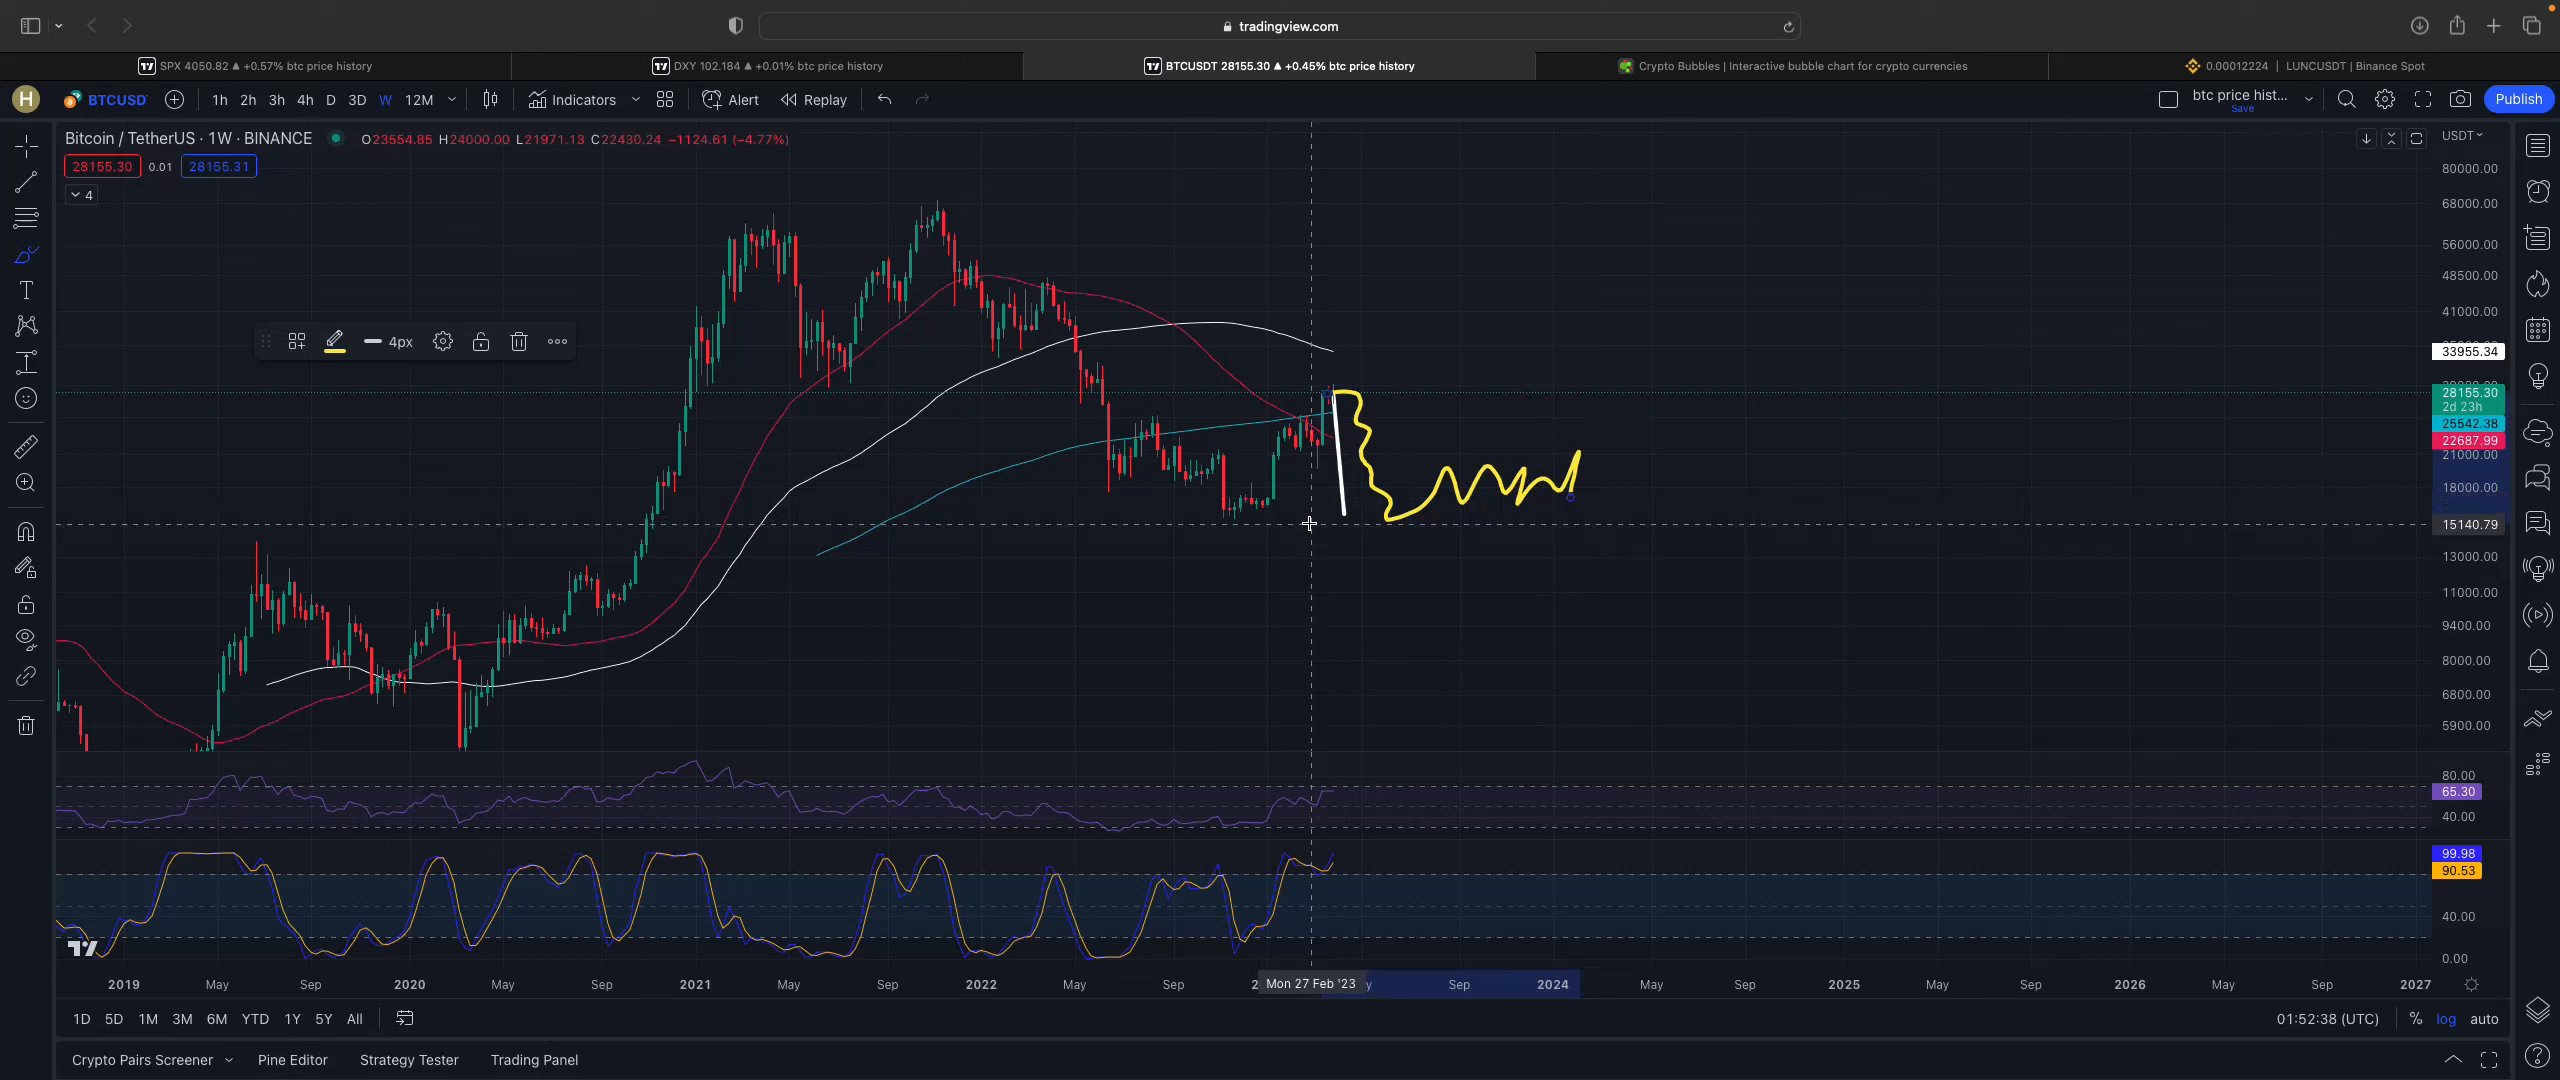 tradingview.com
SPX 4050.82 ▲ +0.57% btc price history
DXY 102.184 ▲ +0.01% btc price history
BTCUSDT 28155.30 ▲ +0.45% btc price history
Crypto Bubbles | Interactive bubble chart for crypto currencies
0.00012224 | LUNCUSDT | Binance Spot
H
BTCUSD
1h 2h 3h 4h D 3D W 12M
Indicators
Alert
Replay
btc price hist...
Save
Publish
Bitcoin / TetherUS · 1W · BINANCE
O23554.85 H24000.00 L21971.13 C22430.24 −1124.61 (−4.77%)
USDT
28155.30 0.01 28155.31
4
4px
80000.00
68000.00
56000.00
48500.00
41000.00
33955.34
28155.30
2d 23h
25542.38
22687.99
21000.00
18000.00
15140.79
13000.00
11000.00
9400.00
8000.00
6800.00
5900.00
80.00
65.30
40.00
99.98
90.53
40.00
0.00
2019 May Sep 2020 May Sep 2021 May Sep 2022 May Sep Mon 27 Feb '23 Sep 2024 May Sep 2025 May Sep 2026 May Sep 2027
1D 5D 1M 3M 6M YTD 1Y 5Y All
01:52:38 (UTC) % log auto
Crypto Pairs Screener Pine Editor Strategy Tester Trading Panel